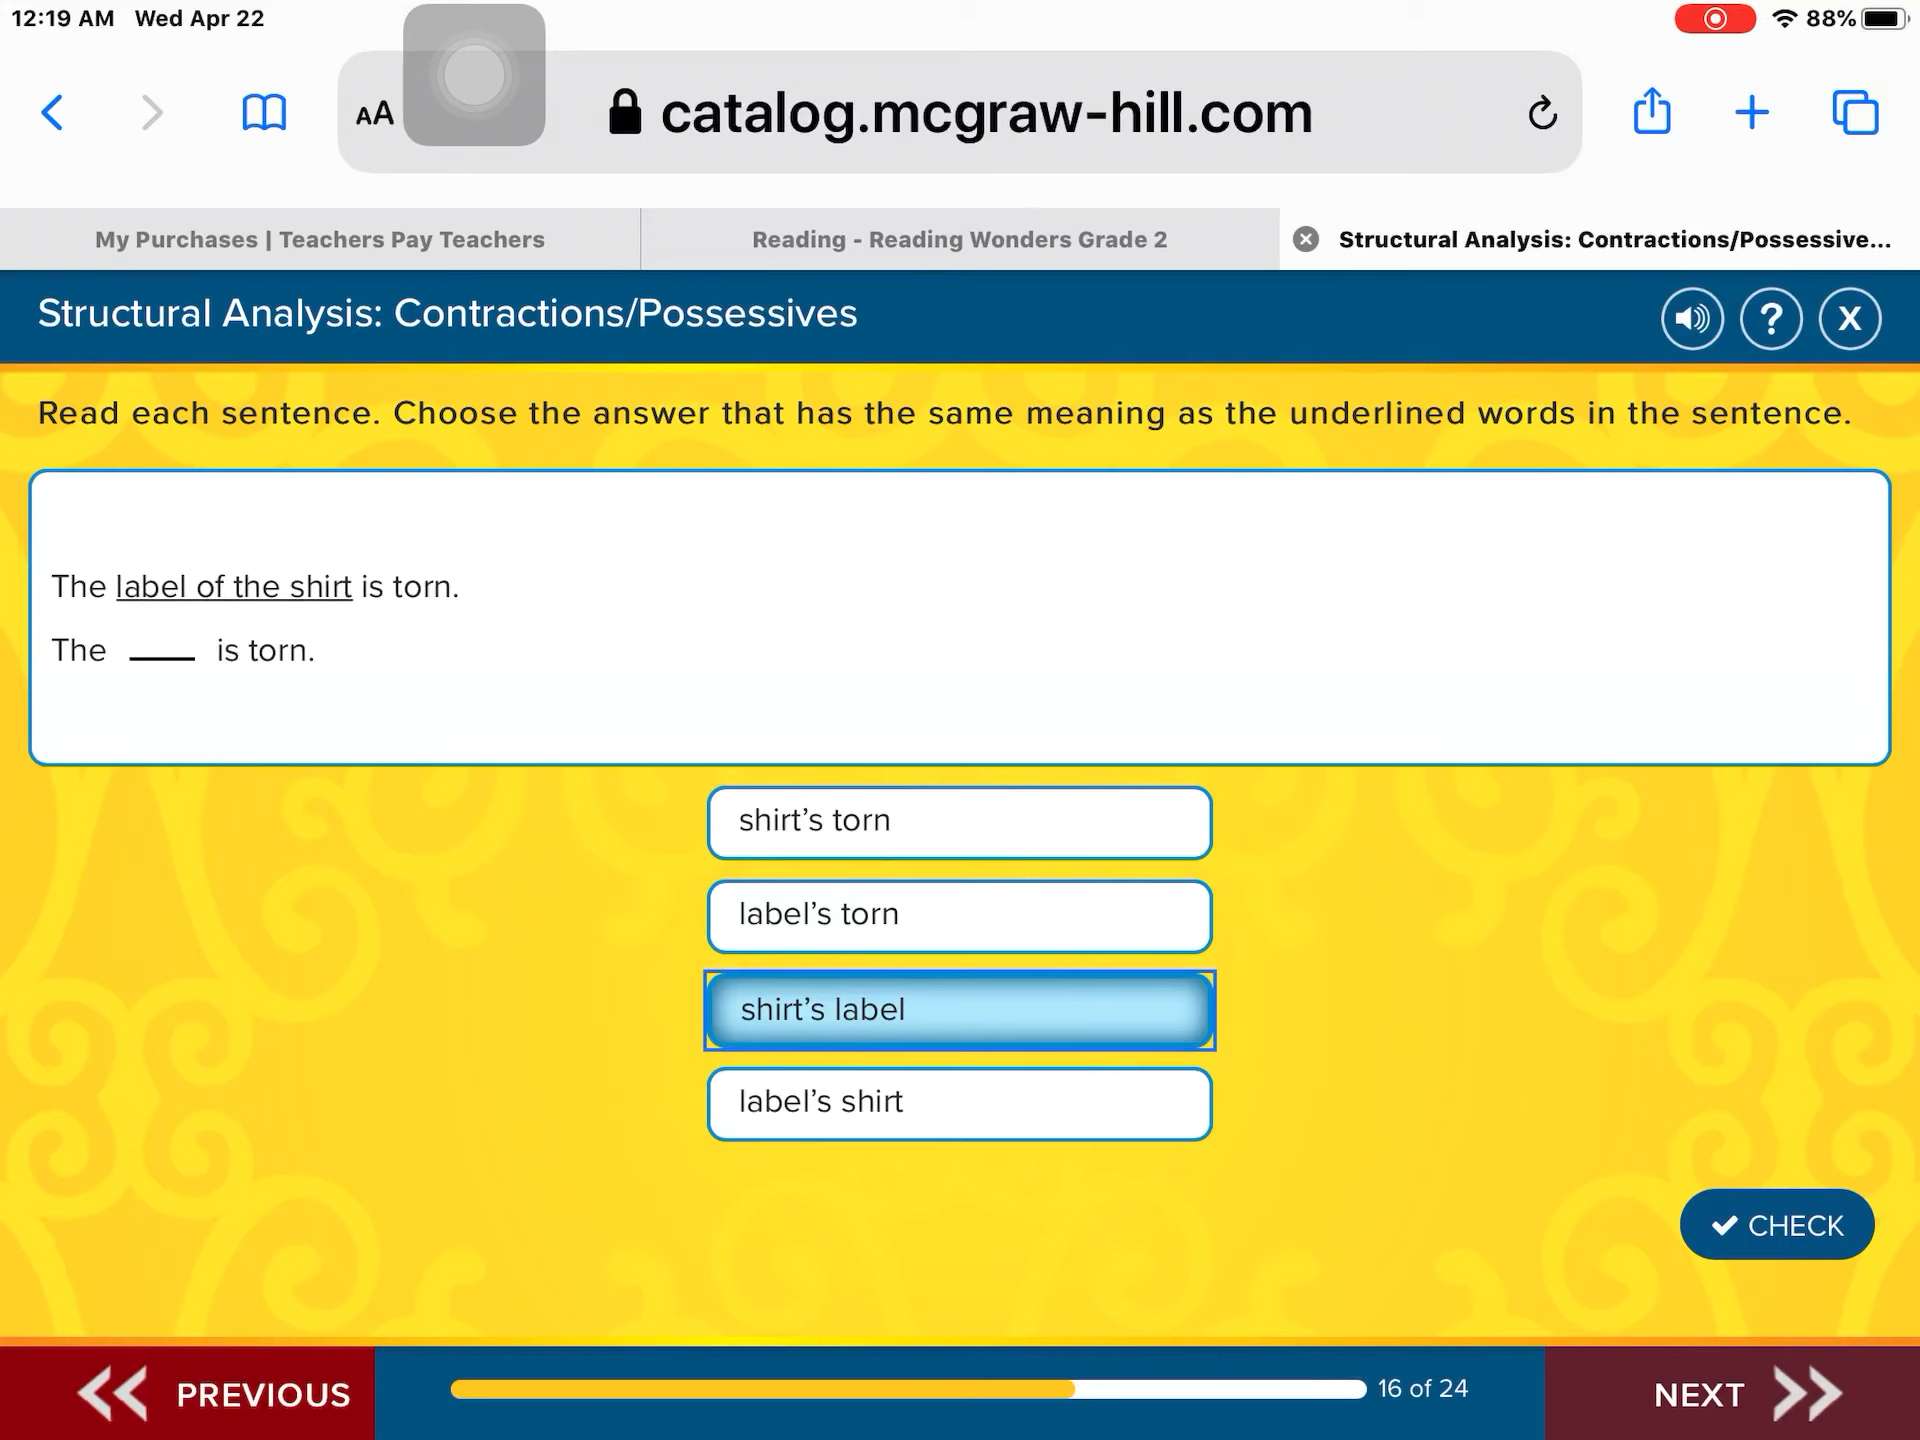 12:19 AM Wed Apr 22
88%
AA
catalog.mcgraw-hill.com
My Purchases | Teachers Pay Teachers
Reading - Reading Wonders Grade 2
Structural Analysis: Contractions/Possessive...
Structural Analysis: Contractions/Possessives
?
X
Read each sentence. Choose the answer that has the same meaning as the underlined words in the sentence.
The label of the shirt is torn.
The ____ is torn.
shirt’s torn
label’s torn
shirt’s label
label’s shirt
CHECK
PREVIOUS
16 of 24
NEXT